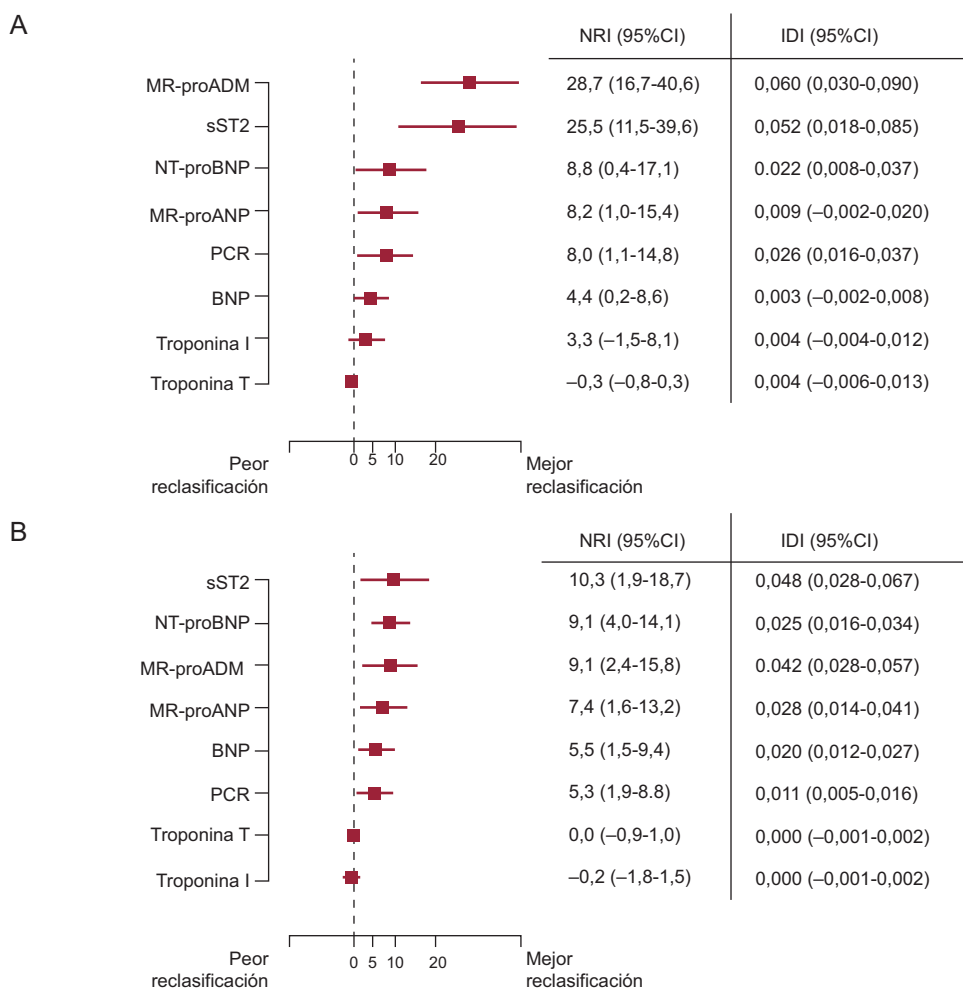 A
NRI (95%CI) IDI (95%CI)
MR-proADM 28,7 (16,7-40,6) 0,060 (0,030-0,090)
sST2 25,5 (11,5-39,6) 0,052 (0,018-0,085)
NT-proBNP 8,8 (0,4-17,1) 0.022 (0,008-0,037)
MR-proANP 8,2 (1,0-15,4) 0,009 (–0,002-0,020)
PCR 8,0 (1,1-14,8) 0,026 (0,016-0,037)
BNP 4,4 (0,2-8,6) 0,003 (–0,002-0,008)
Troponina I 3,3 (–1,5-8,1) 0,004 (–0,004-0,012)
Troponina T –0,3 (–0,8-0,3) 0,004 (–0,006-0,013)
0 5 10 20
Peor Mejor
reclasificación reclasificación
B
NRI (95%CI) IDI (95%CI)
sST2 10,3 (1,9-18,7) 0,048 (0,028-0,067)
NT-proBNP 9,1 (4,0-14,1) 0,025 (0,016-0,034)
MR-proADM 9,1 (2,4-15,8) 0.042 (0,028-0,057)
MR-proANP 7,4 (1,6-13,2) 0,028 (0,014-0,041)
BNP 5,5 (1,5-9,4) 0,020 (0,012-0,027)
PCR 5,3 (1,9-8.8) 0,011 (0,005-0,016)
Troponina T 0,0 (–0,9-1,0) 0,000 (–0,001-0,002)
Troponina I –0,2 (–1,8-1,5) 0,000 (–0,001-0,002)
Peor 0 5 10 20 Mejor
reclasificación reclasificación